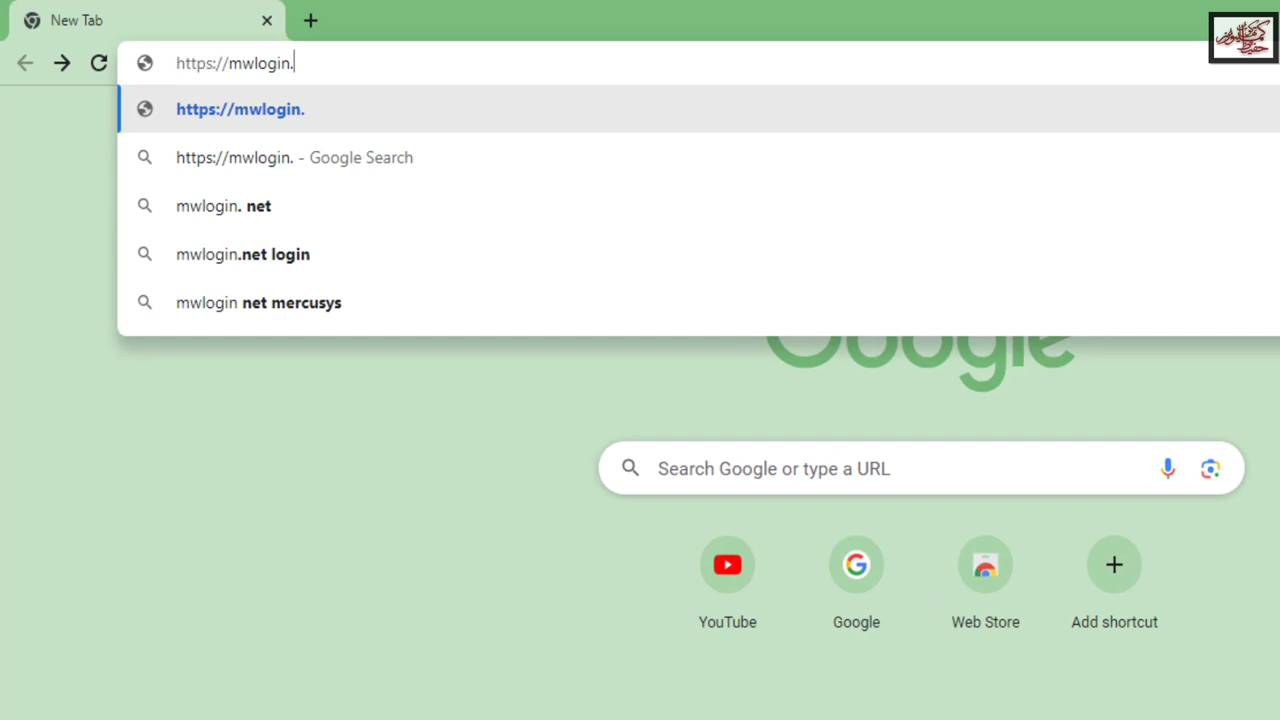 New Tab
https://mwlogin.
https://mwlogin.
https://mwlogin. - Google Search
mwlogin. net
mwlogin.net login
mwlogin net mercusys
Google
Search Google or type a URL
YouTube
Google
Web Store
Add shortcut